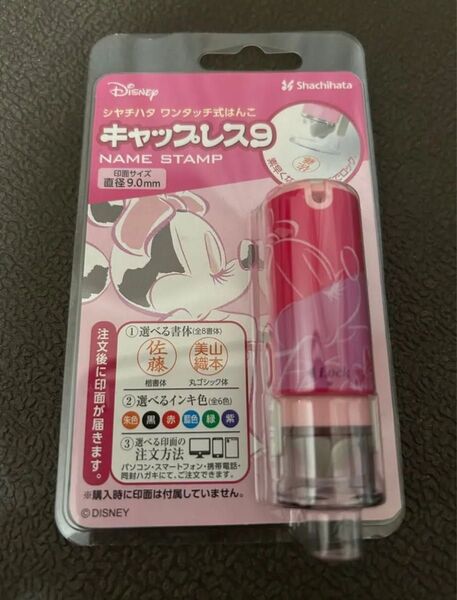 Disney
Shachihata
シヤチハタ ワンタッチ式はんこ
キャップレス9
NAME STAMP
印面サイズ
直径9.0mm
注文後に印面が届きます。
①選べる書体(全8書体)
佐藤
美山織本
楷書体
丸ゴシック体
②選べるインキ色(全6色)
朱色 黒 赤 藍色 緑 紫
③選べる印面の
注文方法
パソコン・スマートフォン・携帯電話・
同封ハガキにて、ご注文できます。
※購入時に印面は付属していません。
©DISNEY
Lock